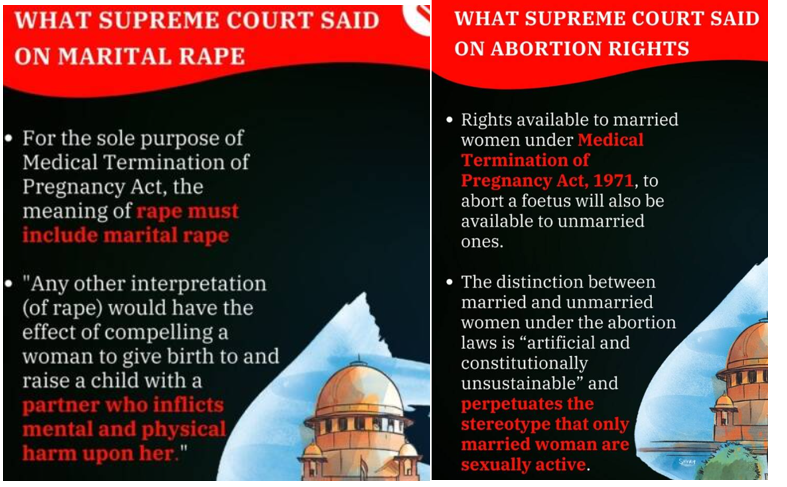 WHAT SUPREME COURT SAID
ON MARITAL RAPE
• For the sole purpose of
Medical Termination of
Pregnancy Act, the
meaning of rape must
include marital rape
• "Any other interpretation
(of rape) would have the
effect of compelling a
woman to give birth to and
raise a child with a
partner who inflicts
mental and physical
harm upon her."
WHAT SUPREME COURT SAID
ON ABORTION RIGHTS
• Rights available to married
women under Medical
Termination of
Pregnancy Act, 1971, to
abort a foetus will also be
available to unmarried
ones.
• The distinction between
married and unmarried
women under the abortion
laws is “artificial and
constitutionally
unsustainable” and
perpetuates the
stereotype that only
married woman are
sexually active.